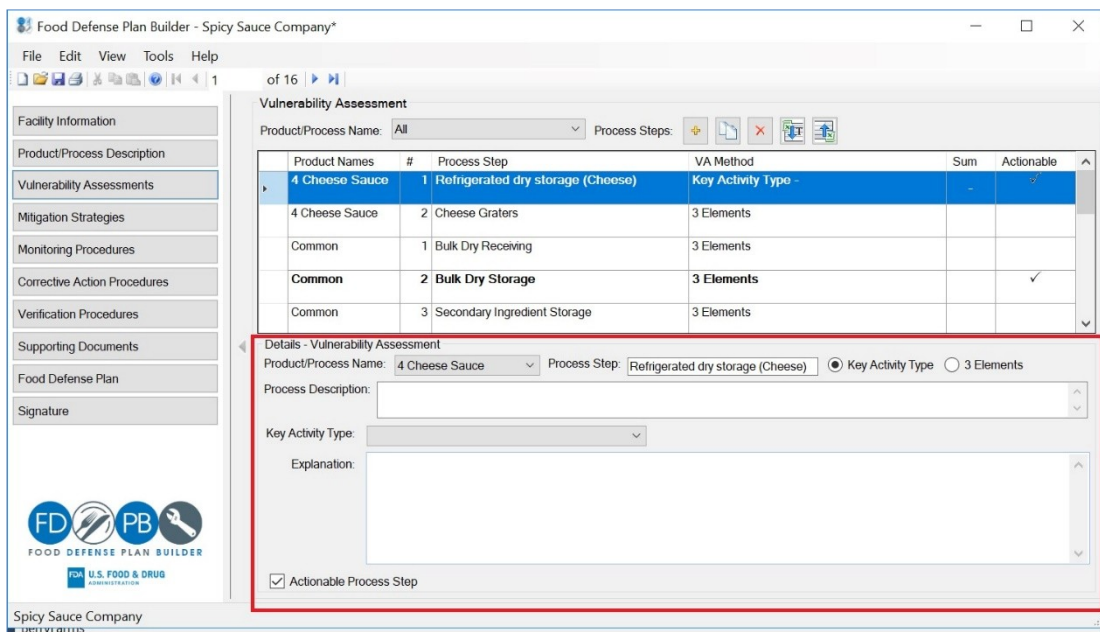 Food Defense Plan Builder - Spicy Sauce Company*
File Edit View Tools Help
1 of 16
Facility Information
Product/Process Description
Vulnerability Assessments
Mitigation Strategies
Monitoring Procedures
Corrective Action Procedures
Verification Procedures
Supporting Documents
Food Defense Plan
Signature
FD PB
FOOD DEFENSE PLAN BUILDER
FDA U.S. FOOD & DRUG
ADMINISTRATION
Vulnerability Assessment
Product/Process Name: All Process Steps:
Product Names # Process Step VA Method Sum Actionable
4 Cheese Sauce 1 Refrigerated dry storage (Cheese) Key Activity Type - - ✓
4 Cheese Sauce 2 Cheese Graters 3 Elements
Common 1 Bulk Dry Receiving 3 Elements
Common 2 Bulk Dry Storage 3 Elements ✓
Common 3 Secondary Ingredient Storage 3 Elements
Details - Vulnerability Assessment
Product/Process Name: 4 Cheese Sauce Process Step: Refrigerated dry storage (Cheese) Key Activity Type 3 Elements
Process Description:
Key Activity Type:
Explanation:
Actionable Process Step
Spicy Sauce Company